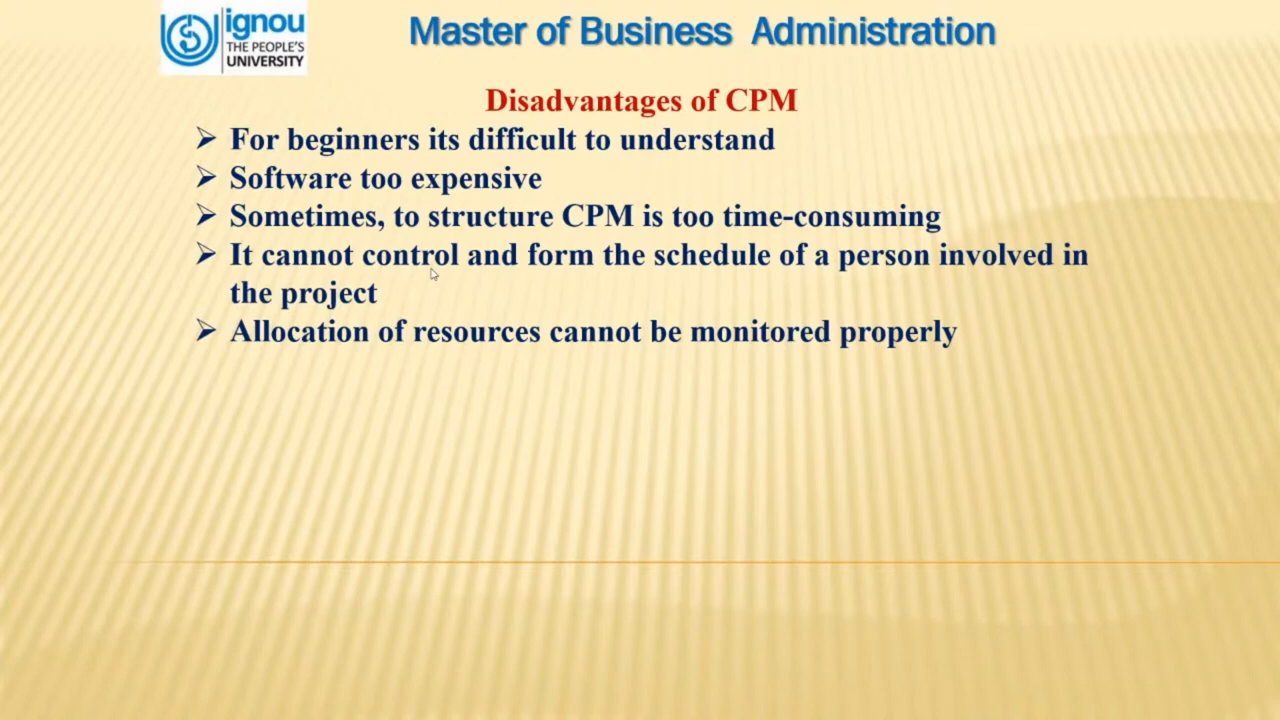 ignou
THE PEOPLE'S
UNIVERSITY
Master of Business Administration
Disadvantages of CPM
➢ For beginners its difficult to understand
➢ Software too expensive
➢ Sometimes, to structure CPM is too time-consuming
➢ It cannot control and form the schedule of a person involved in
the project
➢ Allocation of resources cannot be monitored properly